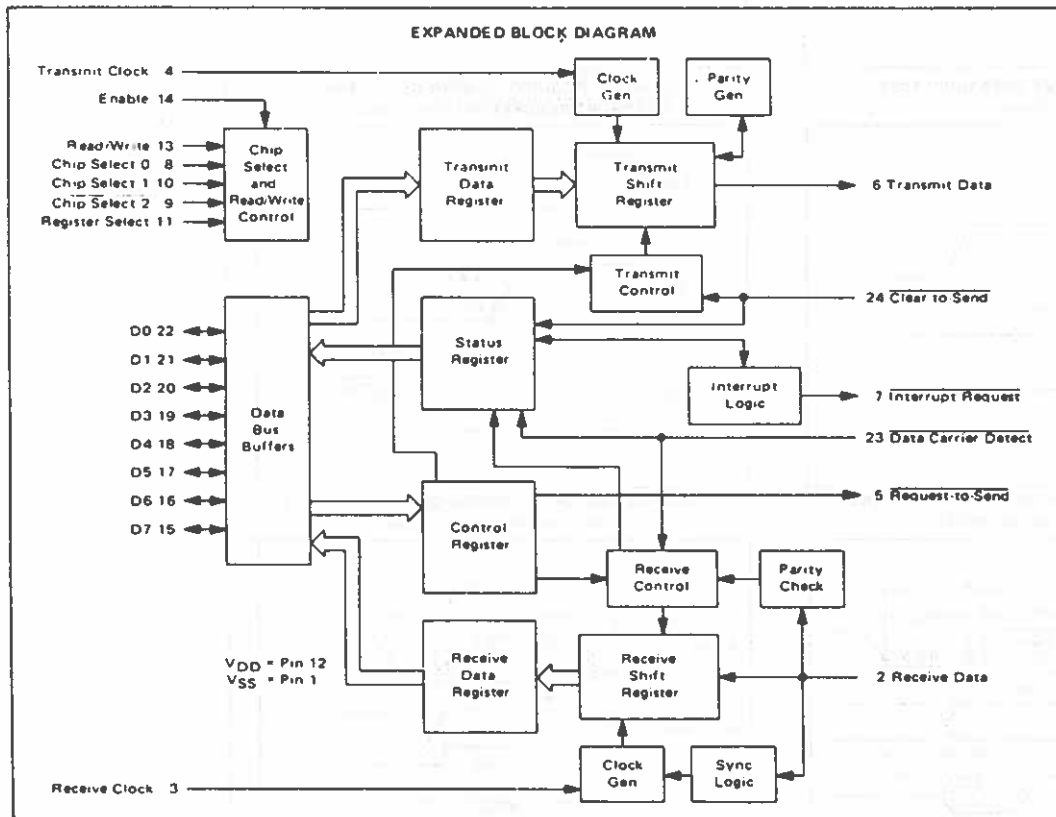 EXPANDED BLOCK DIAGRAM
Transmit Clock 4
Clock
Gen
Parity
Gen
Enable 14
Read/Write 13
Chip Select 0 8
Chip Select 1 10
Chip Select 2 9
Register Select 11
Chip
Select
and
Read/Write
Control
Transmit
Data
Register
Transmit
Shift
Register
6 Transmit Data
Transmit
Control
24 Clear-to-Send
Status
Register
Interrupt
Logic
7 Interrupt Request
23 Data Carrier Detect
5 Request-to-Send
D0 22
D1 21
D2 20
D3 19
D4 18
D5 17
D6 16
D7 15
Data
Bus
Buffers
Control
Register
Receive
Control
Parity
Check
VDD = Pin 12
VSS = Pin 1
Receive
Data
Register
Receive
Shift
Register
2 Receive Data
Clock
Gen
Sync
Logic
Receive Clock 3